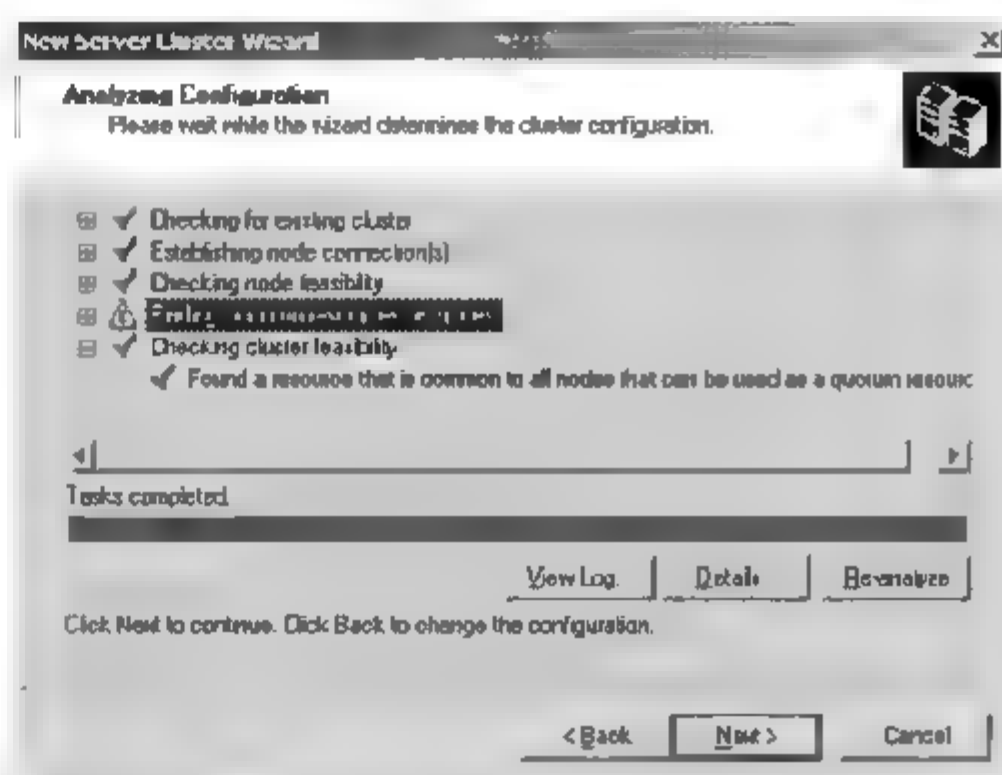 New Server Cluster Wizard
Analyzing Configuration
Please wait while the wizard determines the cluster configuration.
Checking for existing cluster
Establishing node connection(s)
Checking node feasibility
Checking cluster feasibility
Found a resource that is common to all nodes that can be used as a quorum resourc
Tasks completed.
View Log. Details Re-analyze
Click Next to continue. Click Back to change the configuration.
< Back Next > Cancel